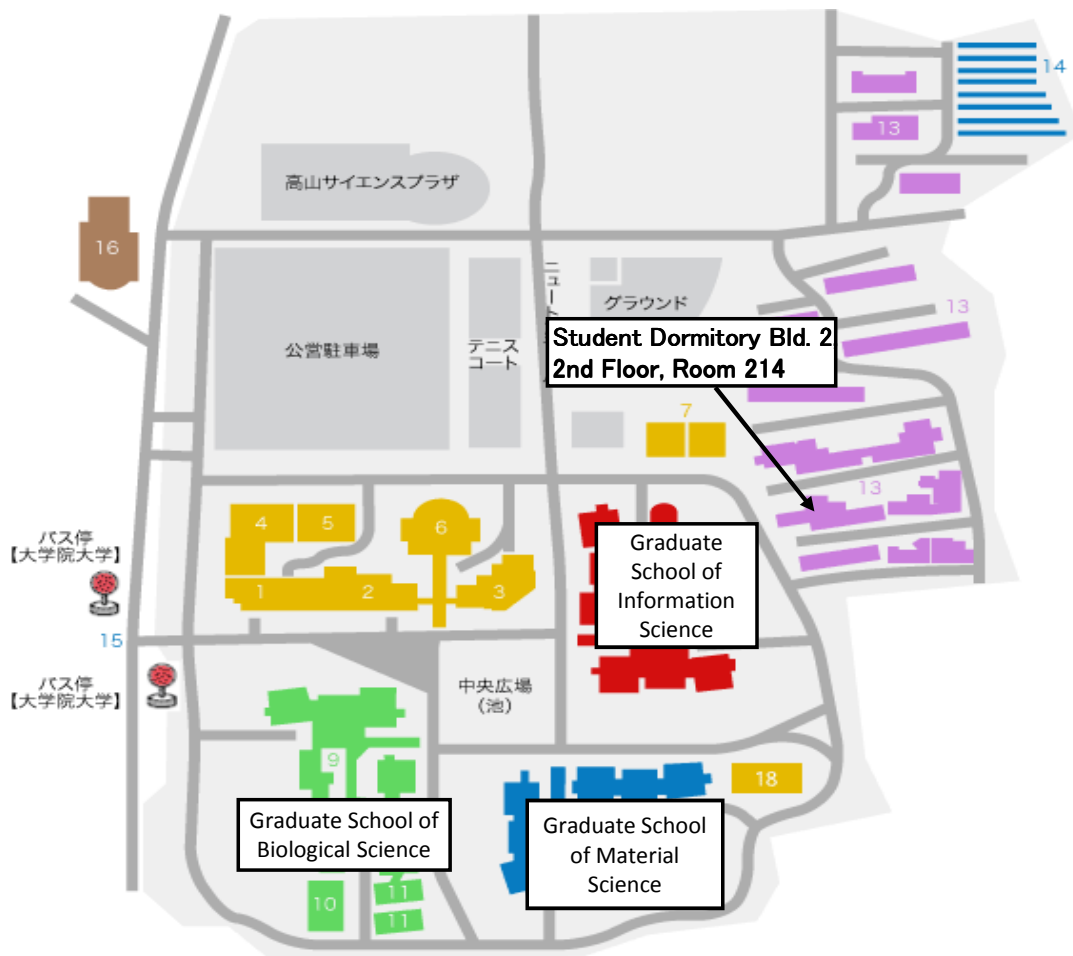 14
13
高山サイエンスプラザ
16
ニュート
グラウンド
13
公営駐車場
テニス
コート
Student Dormitory Bld. 2
2nd Floor, Room 214
7
13
4
5
6
バス停
【大学院大学】
Graduate
School of
Information
Science
1
2
3
15
バス停
【大学院大学】
中央広場
（池）
9
18
Graduate School of
Biological Science
Graduate School
of Material
Science
10
11
11